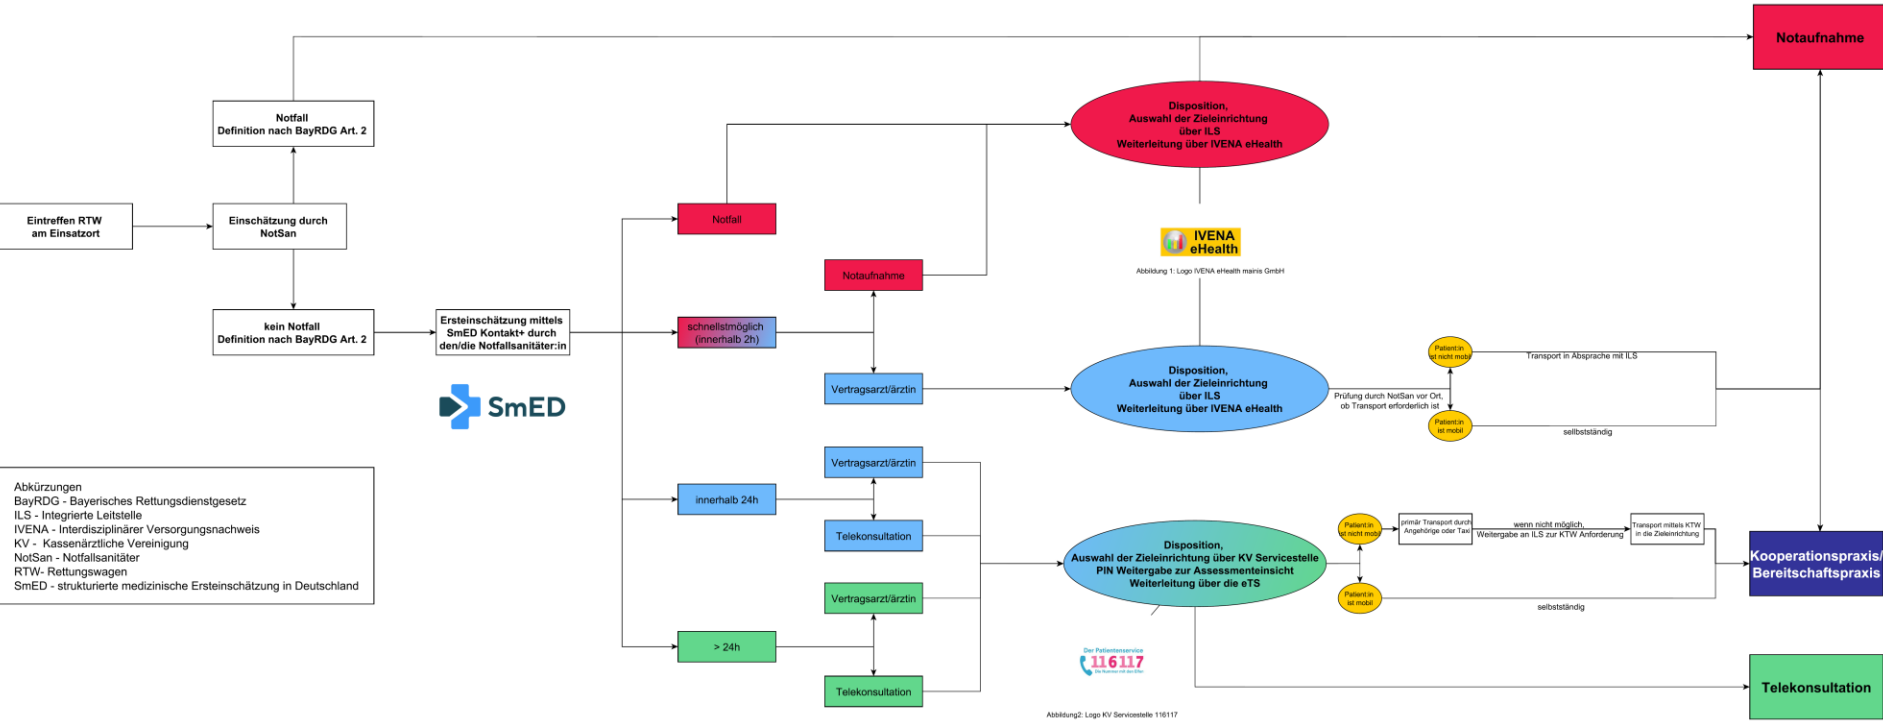 Notaufnahme
Notfall
Definition nach BayRDG Art. 2
Disposition,
Auswahl der Zieleinrichtung
über ILS
Weiterleitung über IVENA eHealth
Eintreffen RTW
am Einsatzort
Einschätzung durch
NotSan
Notfall
IVENA
eHealth
Abbildung 1: Logo IVENA eHealth mainis GmbH
Notaufnahme
kein Notfall
Definition nach BayRDG Art. 2
Ersteinschätzung mittels
SmED Kontakt+ durch
den/die Notfallsanitäter:in
schnellstmöglich
(innerhalb 2h)
Vertragsarzt/ärztin
SmED
Disposition,
Auswahl der Zieleinrichtung
über ILS
Weiterleitung über IVENA eHealth
Prüfung durch NotSan vor Ort,
ob Transport erforderlich ist
Patient:in
ist nicht mobil
Transport in Absprache mit ILS
Patient:in
ist mobil
sellbstständig
Abkürzungen
BayRDG - Bayerisches Rettungsdienstgesetz
ILS - Integrierte Leitstelle
IVENA - Interdisziplinärer Versorgungsnachweis
KV - Kassenärztliche Vereinigung
NotSan - Notfallsanitäter
RTW- Rettungswagen
SmED - strukturierte medizinische Ersteinschätzung in Deutschland
Vertragsarzt/ärztin
innerhalb 24h
Telekonsultation
Vertragsarzt/ärztin
> 24h
Telekonsultation
Disposition,
Auswahl der Zieleinrichtung über KV Servicestelle
PIN Weitergabe zur Assessmenteinsicht
Weiterleitung über die eTS
Patient:in
ist nicht mobil
primär Transport durch
Angehörige oder Taxi
wenn nicht möglich,
Weitergabe an ILS zur KTW Anforderung
Transport mittels KTW
in die Zieleinrichtung
Patient:in
ist mobil
selbstständig
Kooperationspraxis/
Bereitschaftspraxis
Der Patientenservice
116117
Die Nummer mit den Elfen
Abbildung2: Logo KV Servicestelle 116117
Telekonsultation